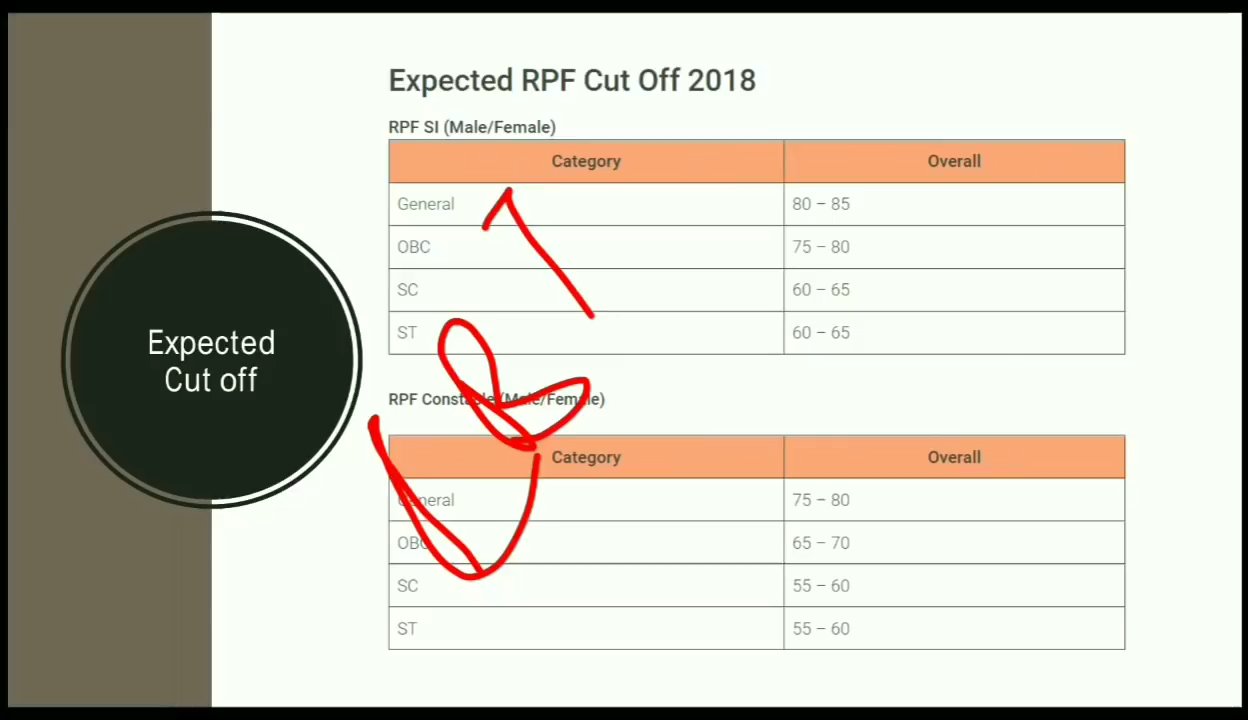 Expected RPF Cut Off 2018
RPF SI (Male/Female)
Category Overall
General 80 – 85
OBC 75 – 80
SC 60 – 65
ST 60 – 65
Expected
Cut off
RPF Constable (Male/Female)
Category Overall
General 75 – 80
OBC 65 – 70
SC 55 – 60
ST 55 – 60